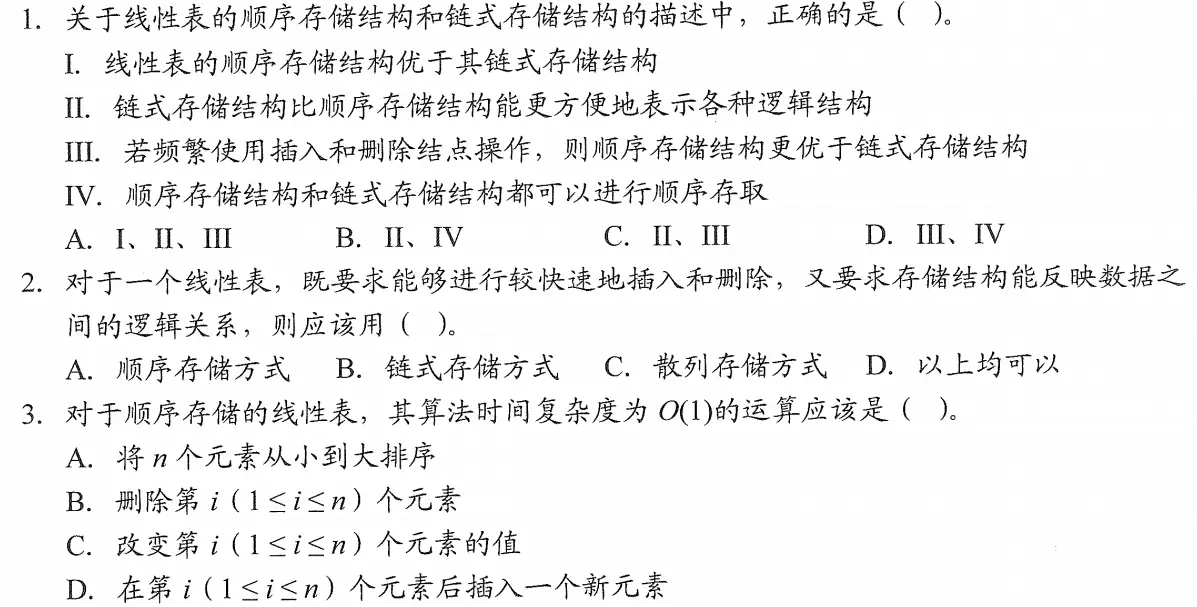 1. 关于线性表的顺序存储结构和链式存储结构的描述中，正确的是（ ）。
I. 线性表的顺序存储结构优于其链式存储结构
II. 链式存储结构比顺序存储结构能更方便地表示各种逻辑结构
III. 若频繁使用插入和删除结点操作，则顺序存储结构更优于链式存储结构
IV. 顺序存储结构和链式存储结构都可以进行顺序存取
A. I、II、III B. II、IV C. II、III D. III、IV
2. 对于一个线性表，既要求能够进行较快速地插入和删除，又要求存储结构能反映数据之
间的逻辑关系，则应该用（ ）。
A. 顺序存储方式 B. 链式存储方式 C. 散列存储方式 D. 以上均可以
3. 对于顺序存储的线性表，其算法时间复杂度为 O(1)的运算应该是（ ）。
A. 将 n 个元素从小到大排序
B. 删除第 i（1≤i≤n）个元素
C. 改变第 i（1≤i≤n）个元素的值
D. 在第 i（1≤i≤n）个元素后插入一个新元素